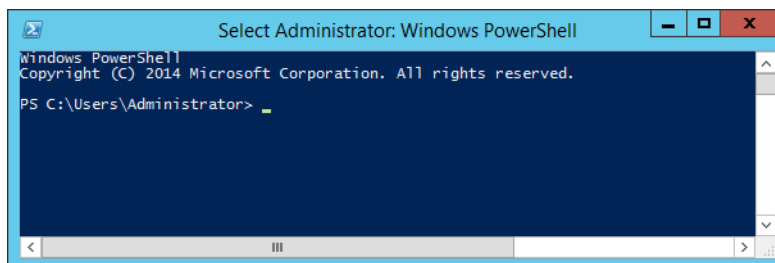 Select Administrator: Windows PowerShell
Windows PowerShell
Copyright (C) 2014 Microsoft Corporation. All rights reserved.
PS C:\Users\Administrator> _